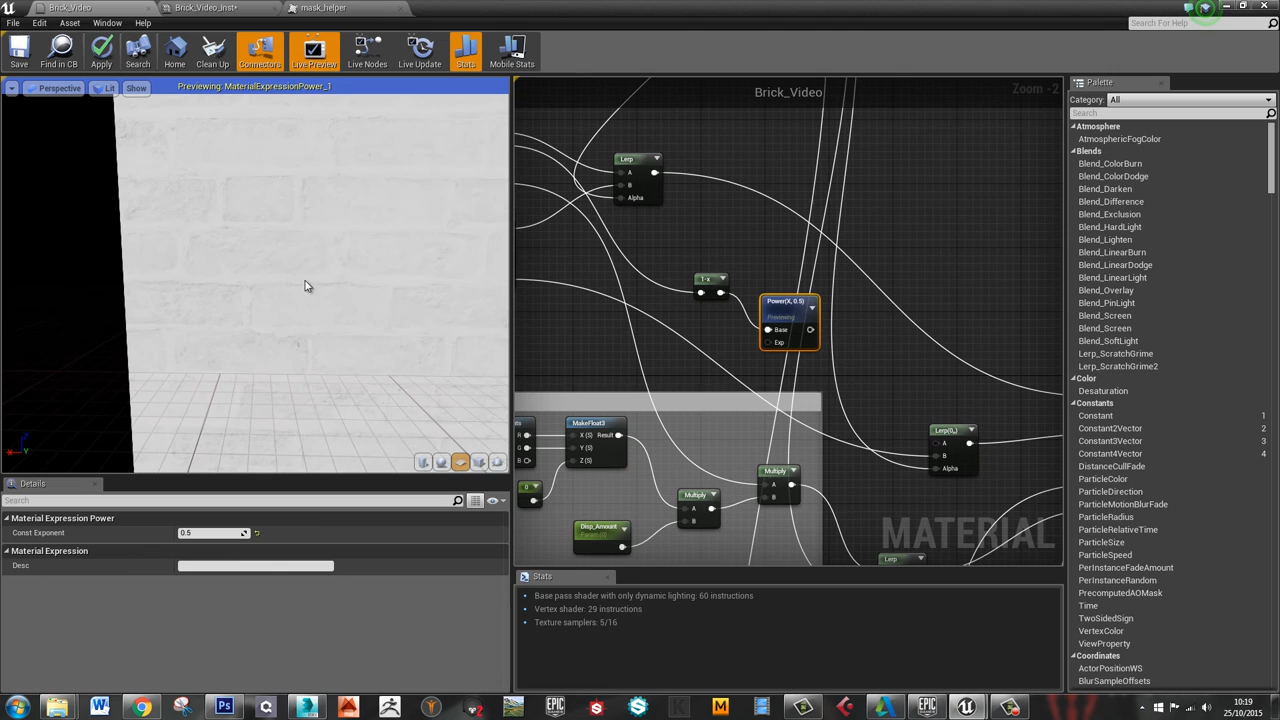 Brick_Video
Brick_Video_Inst*
mask_helper
File Edit Asset Window Help
Search For Help
Save Find in CB Apply Search Home Clean Up Connectors Live Preview Live Nodes Live Update Stats Mobile Stats
Perspective Lit Show Previewing: MaterialExpressionPower_1
Brick_Video
Zoom -2
Lerp
A
B
Alpha
1-x
Power(X, 0.5)
Previewing
Base
Exp
MakeFloat3
R
G
B
X (S) Result
Y (S)
Z (S)
0
Multiply
A
B
Disp_Amount
Param (0)
Multiply
A
B
Lerp(0,)
A
B
Alpha
Lerp
MATERIAL
Details
Search
Material Expression Power
Const Exponent 0.5
Material Expression
Desc
Stats
Base pass shader with only dynamic lighting: 60 instructions
Vertex shader: 29 instructions
Texture samplers: 5/16
Palette
Category: All
Search
Atmosphere
AtmosphericFogColor
Blends
Blend_ColorBurn
Blend_ColorDodge
Blend_Darken
Blend_Difference
Blend_Exclusion
Blend_HardLight
Blend_Lighten
Blend_LinearBurn
Blend_LinearDodge
Blend_LinearLight
Blend_Overlay
Blend_PinLight
Blend_Screen
Blend_Screen
Blend_SoftLight
Lerp_ScratchGrime
Lerp_ScratchGrime2
Color
Desaturation
Constants
Constant 1
Constant2Vector 2
Constant3Vector 3
Constant4Vector 4
DistanceCullFade
ParticleColor
ParticleDirection
ParticleMotionBlurFade
ParticleRadius
ParticleRelativeTime
ParticleSize
ParticleSpeed
PerInstanceFadeAmount
PerInstanceRandom
PrecomputedAOMask
Time
TwoSidedSign
VertexColor
ViewProperty
Coordinates
ActorPositionWS
BlurSampleOffsets
10:19
25/10/2015